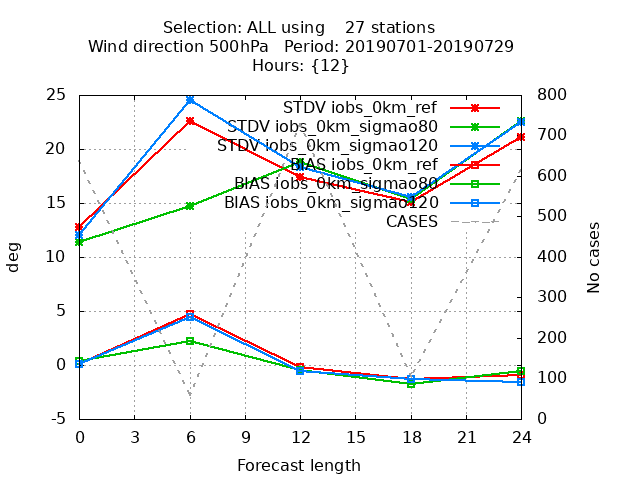 Selection: ALL using    27 stations
Wind direction 500hPa   Period: 20190701-20190729
Hours: {12}
25
20
15
10
5
0
-5
deg
STDV iobs_0km_ref
STDV iobs_0km_sigmao80
STDV iobs_0km_sigmao120
BIAS iobs_0km_ref
BIAS iobs_0km_sigmao80
BIAS iobs_0km_sigmao120
CASES
800
700
600
500
400
300
200
100
0
No cases
0 3 6 9 12 15 18 21 24
Forecast length